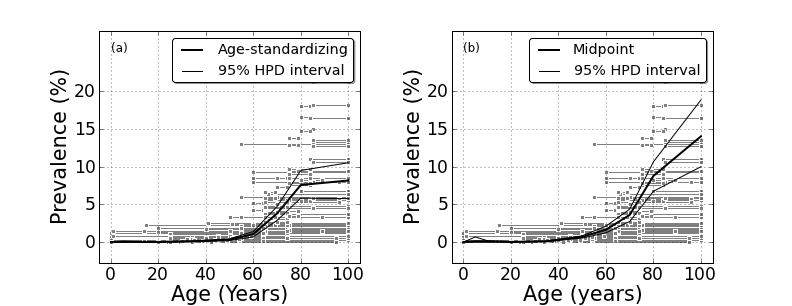 (a)
Age-standardizing
95% HPD interval
Prevalence (%)
20
15
10
5
0
0 20 40 60 80 100
Age (Years)
(b)
Midpoint
95% HPD interval
Prevalence (%)
20
15
10
5
0
0 20 40 60 80 100
Age (years)